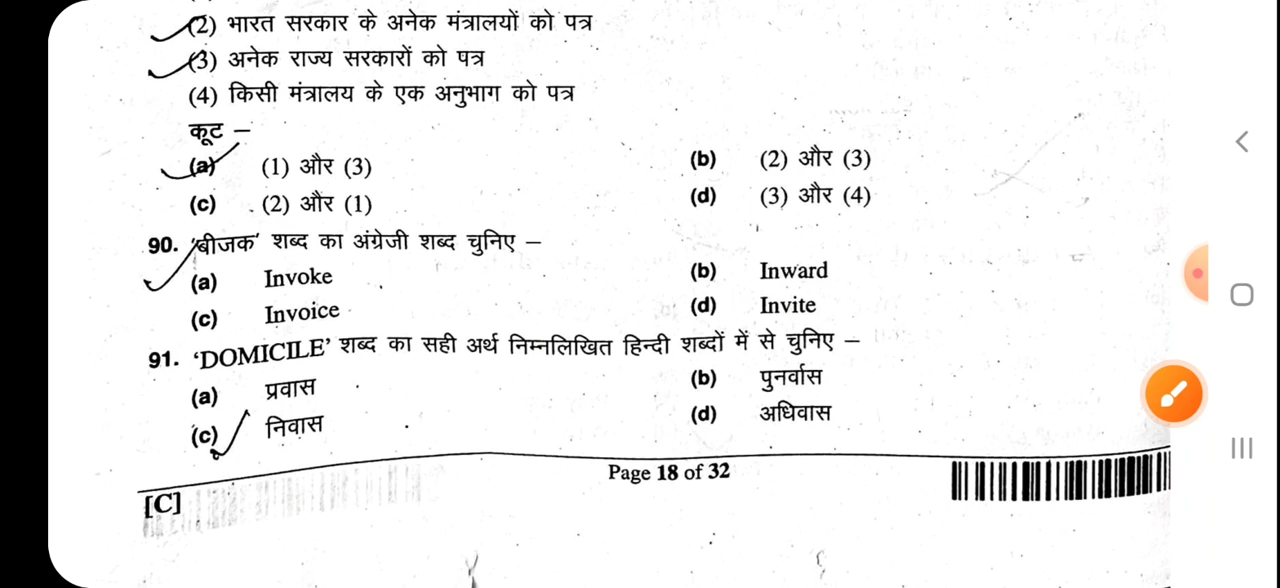 (2) भारत सरकार के अनेक मंत्रालयों को पत्र
(3) अनेक राज्य सरकारों को पत्र
(4) किसी मंत्रालय के एक अनुभाग को पत्र
कूट –
(a) (1) और (3) (b) (2) और (3)
(c) (2) और (1) (d) (3) और (4)
90. 'बीजक' शब्द का अंग्रेजी शब्द चुनिए –
(a) Invoke (b) Inward
(c) Invoice (d) Invite
91. 'DOMICILE' शब्द का सही अर्थ निम्नलिखित हिन्दी शब्दों में से चुनिए –
(a) प्रवास (b) पुनर्वास
(c) निवास (d) अधिवास
[C] Page 18 of 32